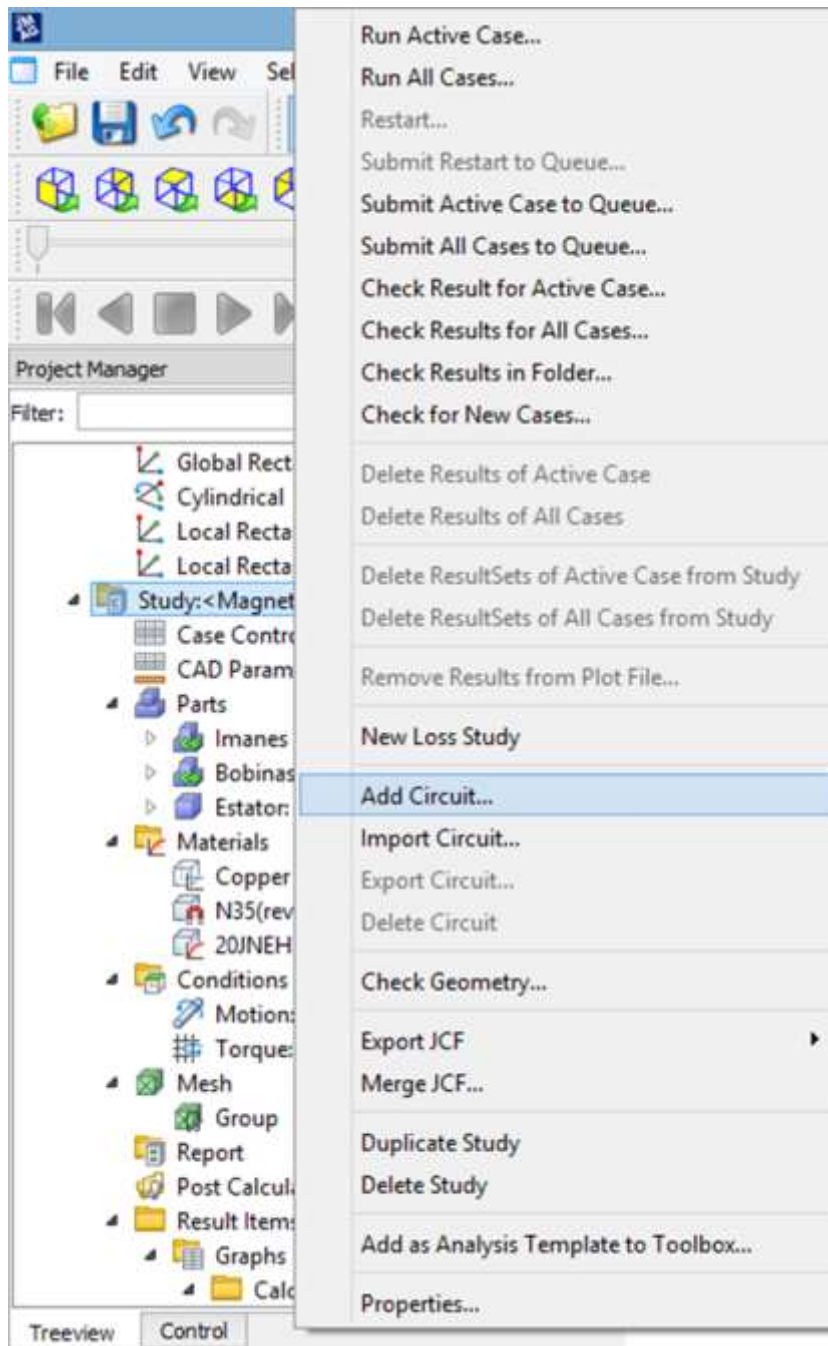 File Edit View Sel
Project Manager
Filter:
Global Rect
Cylindrical
Local Recta
Local Recta
Study:<Magnet
Case Contro
CAD Param
Parts
Imanes
Bobinas
Estator:
Materials
Copper
N35(rev
20JNEH
Conditions
Motion:
Torque:
Mesh
Group
Report
Post Calcula
Result Items
Graphs
Calc
Treeview Control
Run Active Case...
Run All Cases...
Restart...
Submit Restart to Queue...
Submit Active Case to Queue...
Submit All Cases to Queue...
Check Result for Active Case...
Check Results for All Cases...
Check Results in Folder...
Check for New Cases...
Delete Results of Active Case
Delete Results of All Cases
Delete ResultSets of Active Case from Study
Delete ResultSets of All Cases from Study
Remove Results from Plot File...
New Loss Study
Add Circuit...
Import Circuit...
Export Circuit...
Delete Circuit
Check Geometry...
Export JCF
Merge JCF...
Duplicate Study
Delete Study
Add as Analysis Template to Toolbox...
Properties...